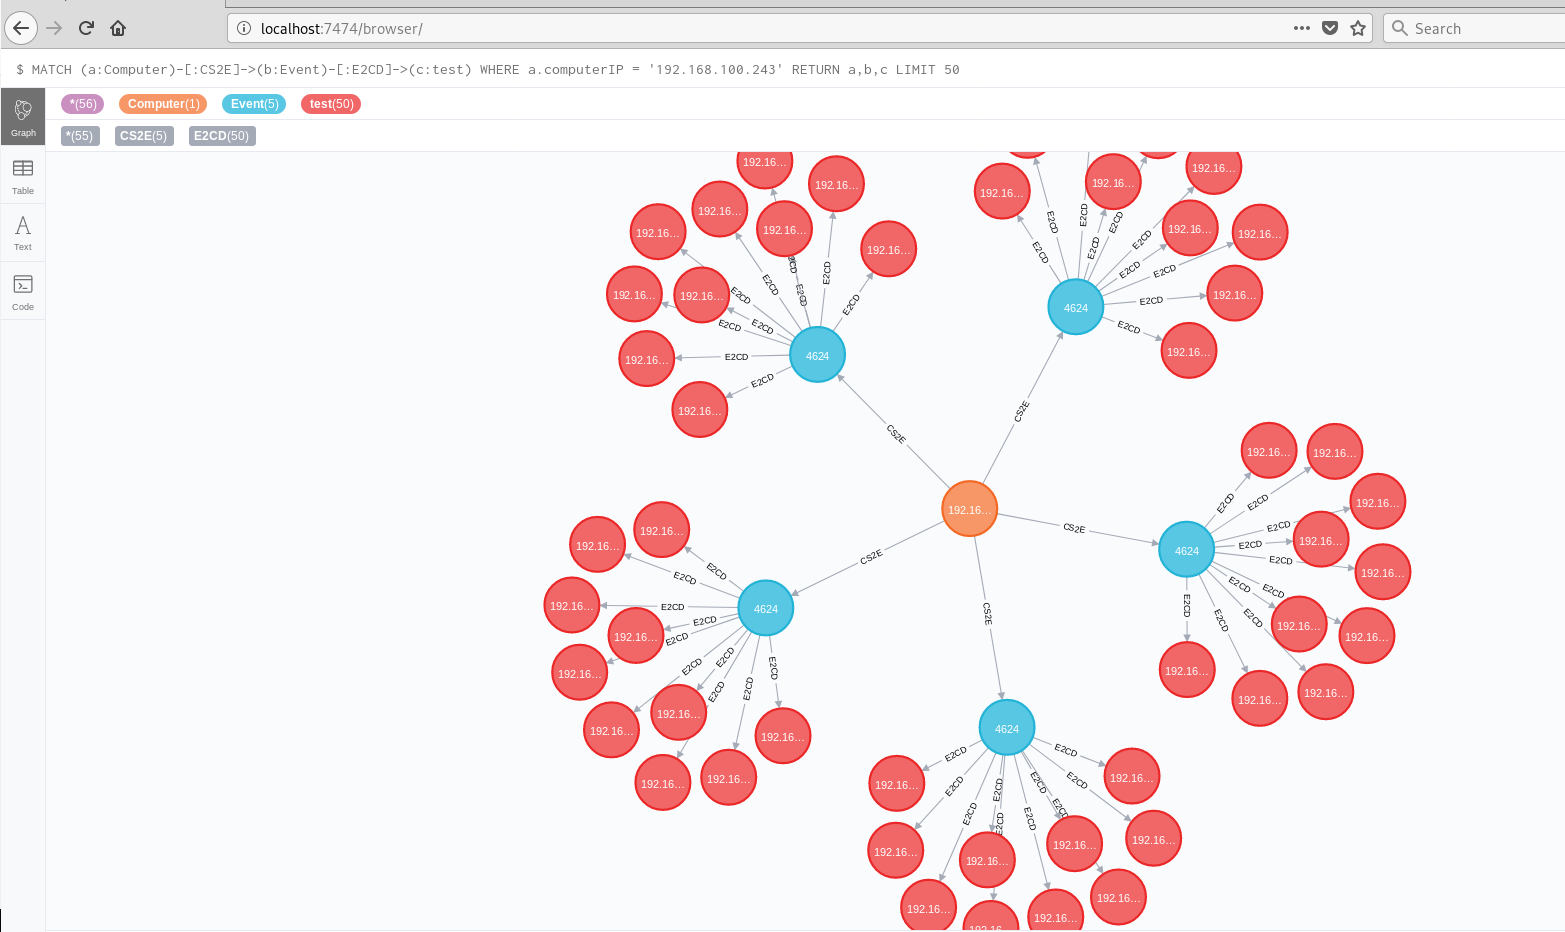 localhost:7474/browser/
Search
$ MATCH (a:Computer)-[:CS2E]->(b:Event)-[:E2CD]->(c:test) WHERE a.computerIP = '192.168.100.243' RETURN a,b,c LIMIT 50
*(56) Computer(1) Event(5) test(50)
*(55) CS2E(5) E2CD(50)
Graph
Table
Text
Code
192.16...
192.16...
192.16...
192.16...
192.16...
192.16...
192.16...
192.16...
192.16...
192.16...
E2CD
E2CD
E2CD
E2CD
E2CD
E2CD
E2CD
E2CD
E2CD
4624
CS2E
192.16...
192.16...
192.16...
192.16...
192.16...
192.16...
192.16...
E2CD
E2CD
E2CD
E2CD
E2CD
E2CD
E2CD
E2CD
E2CD
E2CD
4624
CS2E
192.16...
CS2E
4624
E2CD
E2CD
E2CD
E2CD
E2CD
E2CD
E2CD
E2CD
E2CD
E2CD
192.16...
192.16...
192.16...
192.16...
192.16...
192.16...
192.16...
192.16...
192.16...
192.16...
CS2E
4624
E2CD
E2CD
E2CD
E2CD
E2CD
E2CD
E2CD
E2CD
E2CD
E2CD
192.16...
192.16...
192.16...
192.16...
192.16...
192.16...
192.16...
192.16...
192.16...
192.16...
CS2E
4624
E2CD
E2CD
E2CD
E2CD
E2CD
E2CD
E2CD
E2CD
E2CD
E2CD
192.16...
192.16...
192.16...
192.16...
192.16...
192.16...
192.16...
192.16...
192.16...